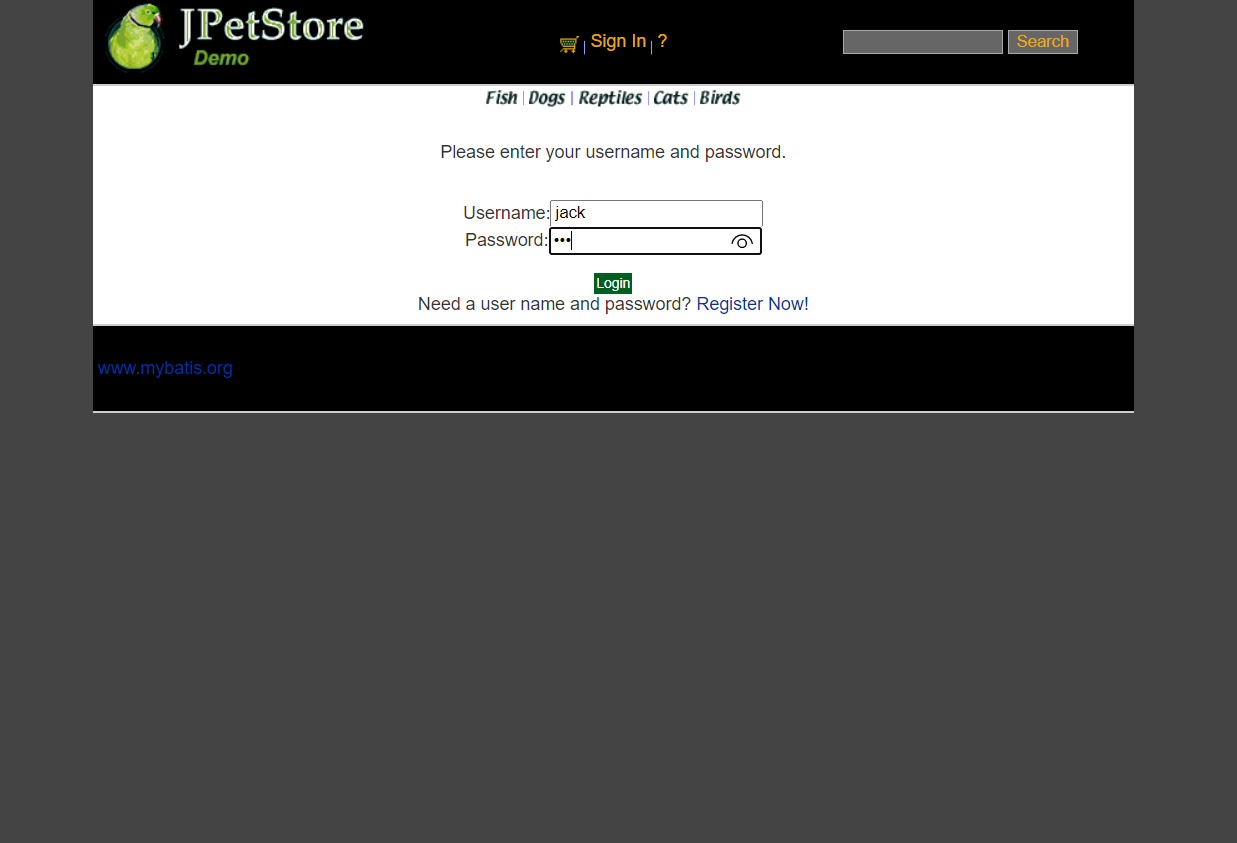 JPetStore
Demo
Sign In | ?
Search
Fish | Dogs | Reptiles | Cats | Birds
Please enter your username and password.
Username: jack
Password: •••
Login
Need a user name and password? Register Now!
www.mybatis.org